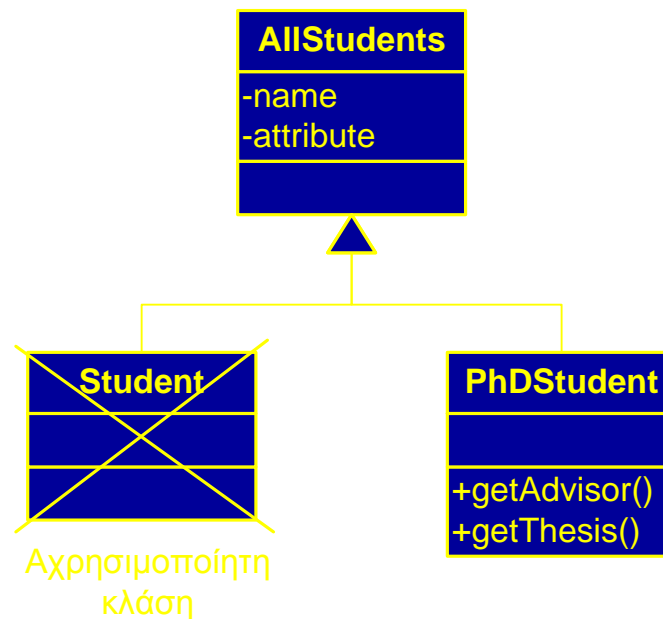 AllStudents
-name
-attribute
Student
PhDStudent
+getAdvisor()
+getThesis()
Αχρησιμοποίητη
κλάση